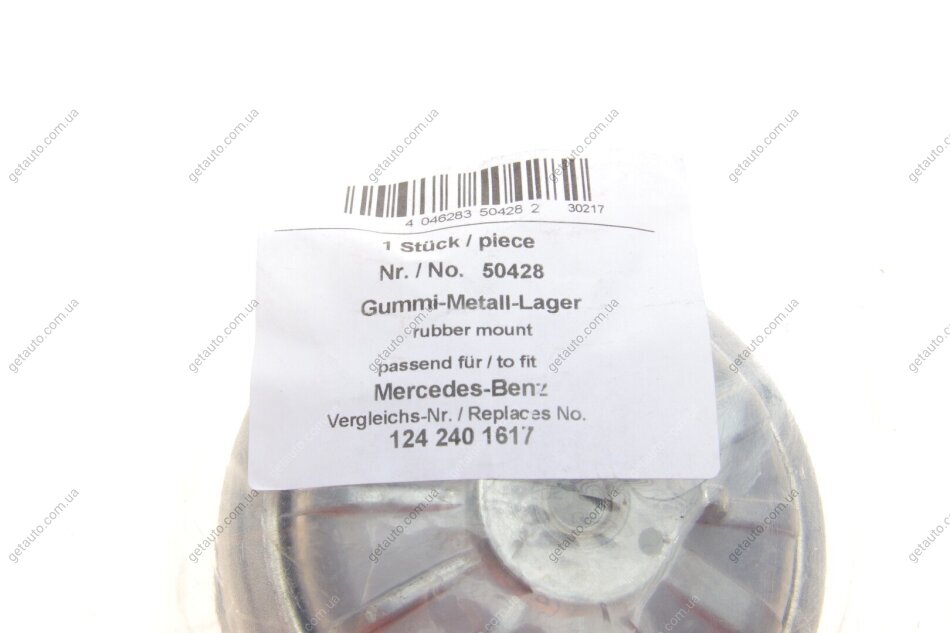 4 046283 50428 2 30217
1 Stück / piece
Nr. / No. 50428
Gummi-Metall-Lager
rubber mount
passend für / to fit
Mercedes-Benz
Vergleichs-Nr. / Replaces No.
124 240 1617
getauto.com.ua